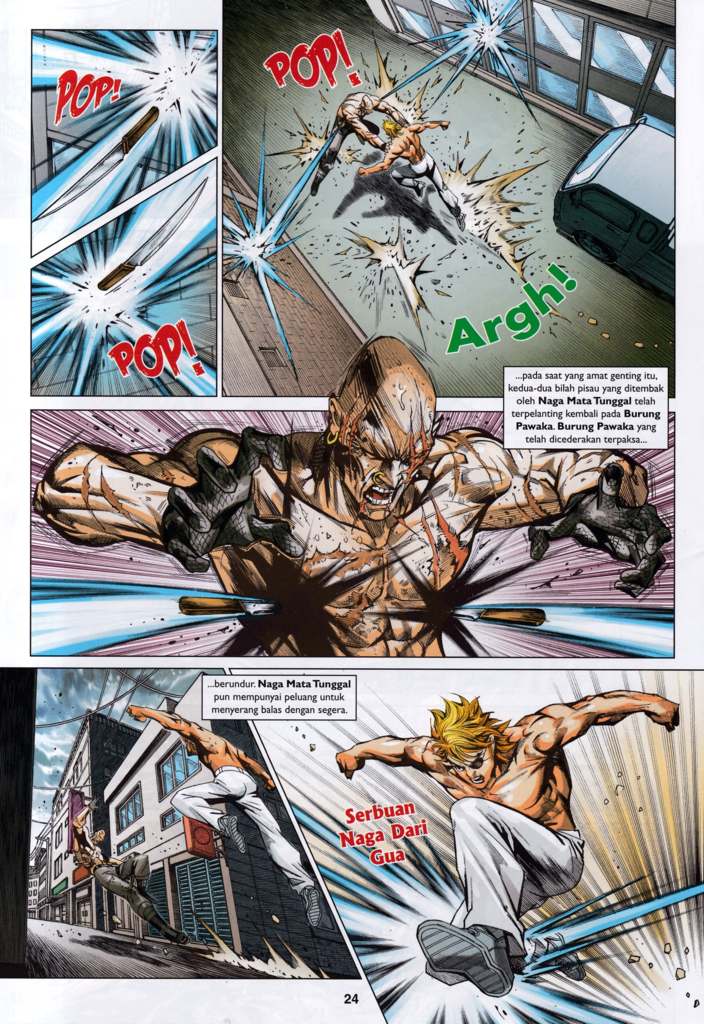 POP!
POP!
POP!
Argh!
...pada saat yang amat genting itu,
kedua-dua bilah pisau yang ditembak
oleh Naga Mata Tunggal telah
terpelanting kembali pada Burung
Pawaka. Burung Pawaka yang
telah dicederakan terpaksa...
...berundur. Naga Mata Tunggal
pun mempunyai peluang untuk
menyerang balas dengan segera.
Serbuan
Naga Dari
Gua
24